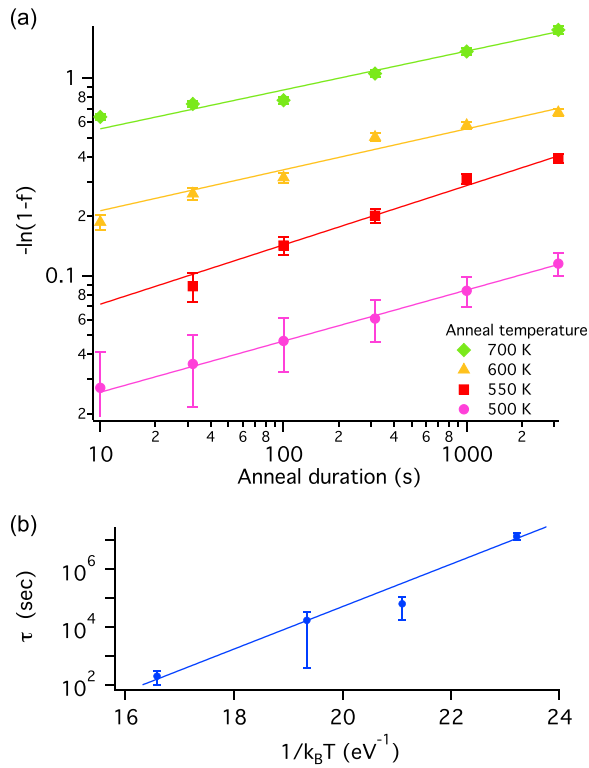 (a)
-ln(1-f)
1
8
6
4
2
0.1
8
6
4
2
10
2
4
6
8
100
2
4
6
8
1000
2
Anneal duration (s)
Anneal temperature
700 K
600 K
550 K
500 K
(b)
τ (sec)
10^6
10^4
10^2
16
18
20
22
24
1/k_BT (eV^-1)